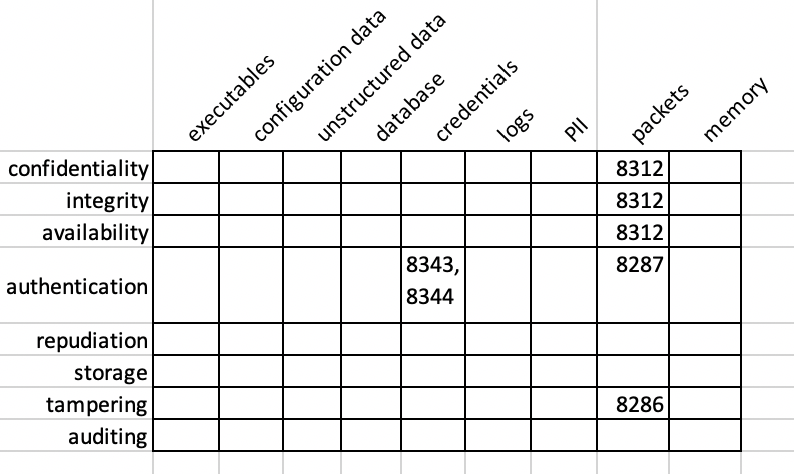 executables
configuration data
unstructured data
database
credentials
logs
PII
packets
memory
confidentiality 8312
integrity 8312
availability 8312
authentication 8343, 8287
8344
repudiation
storage
tampering 8286
auditing